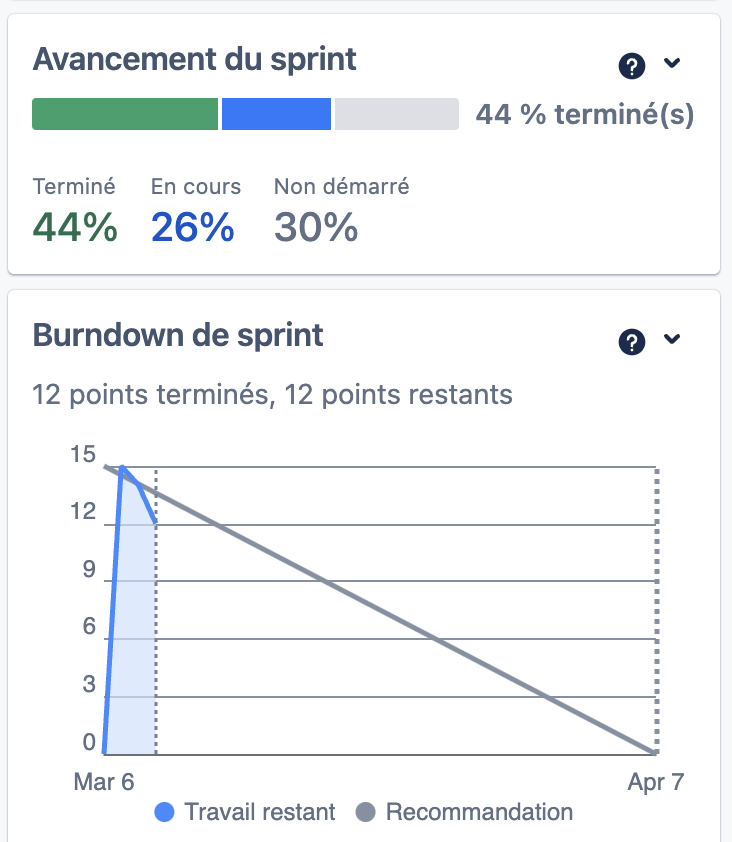 Avancement du sprint
?
44 % terminé(s)
Terminé En cours Non démarré
44% 26% 30%
Burndown de sprint
?
12 points terminés, 12 points restants
15
12
9
6
3
0
Mar 6 Apr 7
Travail restant Recommandation